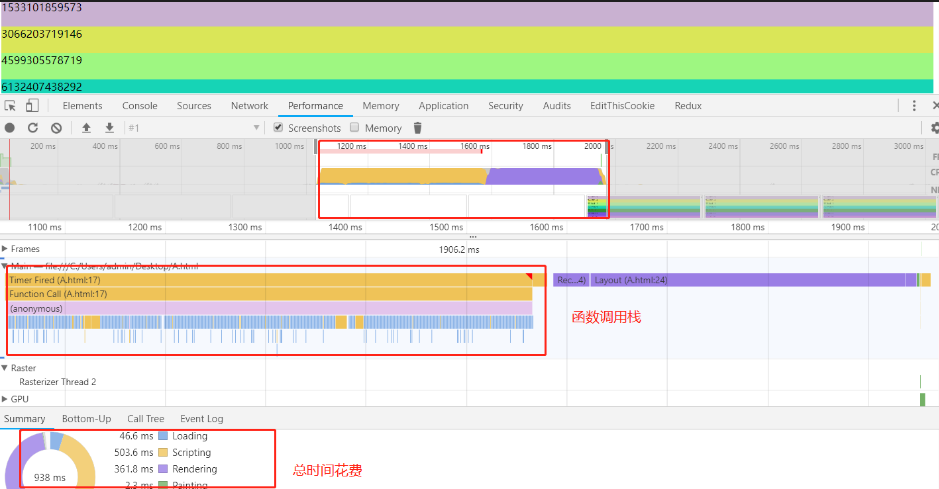 1533101859573
3066203719146
4599305578719
6132407438292
Elements Console Sources Network Performance Memory Application Security Audits EditThisCookie Redux
#1 Screenshots Memory
200 ms 400 ms 600 ms 800 ms 1000 ms 1200 ms 1400 ms 1600 ms 1800 ms 2000 2200 ms 2400 ms 2600 ms 2800 ms 3000 ms
CP
NE
1100 ms 1200 ms 1300 ms 1400 ms 1500 ms 1600 ms 1700 ms 1800 ms 1900 ms
Frames 1906.2 ms
Main — file:///C:/Users/admin/Desktop/A.html
Timer Fired (A.html:17) Rec...4) Layout (A.html:24)
Function Call (A.html:17)
(anonymous)
函数调用栈
Raster
Rasterizer Thread 2
GPU
Summary Bottom-Up Call Tree Event Log
46.6 ms Loading
503.6 ms Scripting
361.8 ms Rendering
938 ms
总时间花费
2.3 ms Painting